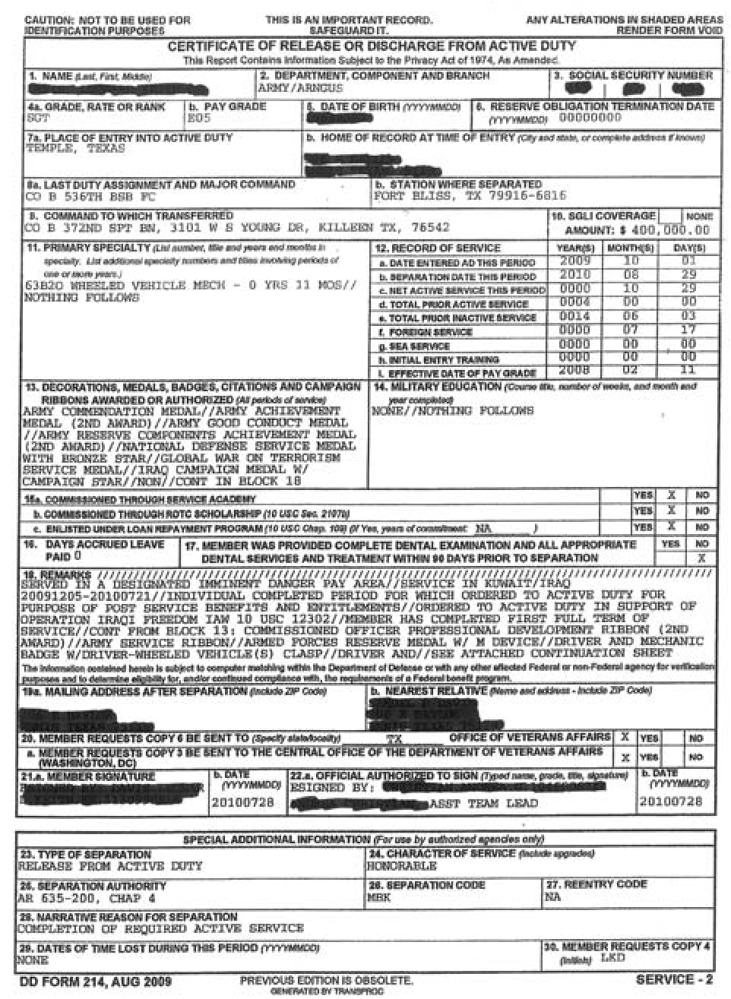 CAUTION: NOT TO BE USED FOR IDENTIFICATION PURPOSES
THIS IS AN IMPORTANT RECORD. SAFEGUARD IT.
ANY ALTERATIONS IN SHADED AREAS RENDER FORM VOID
CERTIFICATE OF RELEASE OR DISCHARGE FROM ACTIVE DUTY
This Report Contains Information Subject to the Privacy Act of 1974, As Amended.
1. NAME (Last, First, Middle)
2. DEPARTMENT, COMPONENT AND BRANCH
ARMY/ARNGUS
3. SOCIAL SECURITY NUMBER
4a. GRADE, RATE OR RANK
SGT
b. PAY GRADE
E05
5. DATE OF BIRTH (YYYYMMDD)
6. RESERVE OBLIGATION TERMINATION DATE
(YYYYMMDD) 00000000
7a. PLACE OF ENTRY INTO ACTIVE DUTY
TEMPLE, TEXAS
b. HOME OF RECORD AT TIME OF ENTRY (City and state, or complete address if known)
8a. LAST DUTY ASSIGNMENT AND MAJOR COMMAND
CO B 536TH BSB FC
b. STATION WHERE SEPARATED
FORT BLISS, TX 79916-6816
9. COMMAND TO WHICH TRANSFERRED
CO B 372ND SPT BN, 3101 W S YOUNG DR, KILLEEN TX, 76542
10. SGLI COVERAGE NONE
AMOUNT: $ 400,000.00
11. PRIMARY SPECIALTY (List number, title and years and months in
specialty. List additional specialty numbers and titles involving periods of
one or more years.)
63B2O WHEELED VEHICLE MECH - 0 YRS 11 MOS//
NOTHING FOLLOWS
12. RECORD OF SERVICE YEAR(S) MONTH(S) DAY(S)
a. DATE ENTERED AD THIS PERIOD 2009 10 01
b. SEPARATION DATE THIS PERIOD 2010 08 29
c. NET ACTIVE SERVICE THIS PERIOD 0000 10 29
d. TOTAL PRIOR ACTIVE SERVICE 0004 00 00
e. TOTAL PRIOR INACTIVE SERVICE 0014 06 03
f. FOREIGN SERVICE 0000 07 17
g. SEA SERVICE 0000 00 00
h. INITIAL ENTRY TRAINING 0000 00 00
i. EFFECTIVE DATE OF PAY GRADE 2008 02 11
13. DECORATIONS, MEDALS, BADGES, CITATIONS AND CAMPAIGN
RIBBONS AWARDED OR AUTHORIZED (All periods of service)
ARMY COMMENDATION MEDAL//ARMY ACHIEVEMENT
MEDAL (2ND AWARD)//ARMY GOOD CONDUCT MEDAL
//ARMY RESERVE COMPONENTS ACHIEVEMENT MEDAL
(2ND AWARD)//NATIONAL DEFENSE SERVICE MEDAL
WITH BRONZE STAR//GLOBAL WAR ON TERRORISM
SERVICE MEDAL//IRAQ CAMPAIGN MEDAL W/
CAMPAIGN STAR//NON//CONT IN BLOCK 18
14. MILITARY EDUCATION (Course title, number of weeks, and month and
year completed)
NONE//NOTHING FOLLOWS
15a. COMMISSIONED THROUGH SERVICE ACADEMY YES X NO
b. COMMISSIONED THROUGH ROTC SCHOLARSHIP (10 USC Sec. 2107b) YES X NO
c. ENLISTED UNDER LOAN REPAYMENT PROGRAM (10 USC Chap. 109) (If Yes, years of commitment: NA ) YES X NO
16. DAYS ACCRUED LEAVE
PAID 0
17. MEMBER WAS PROVIDED COMPLETE DENTAL EXAMINATION AND ALL APPROPRIATE YES NO
DENTAL SERVICES AND TREATMENT WITHIN 90 DAYS PRIOR TO SEPARATION X
18. REMARKS ////////////////////////////////////////////////////////////////////////
SERVED IN A DESIGNATED IMMINENT DANGER PAY AREA//SERVICE IN KUWAIT/IRAQ
20091205-20100721//INDIVIDUAL COMPLETED PERIOD FOR WHICH ORDERED TO ACTIVE DUTY FOR
PURPOSE OF POST SERVICE BENEFITS AND ENTITLEMENTS//ORDERED TO ACTIVE DUTY IN SUPPORT OF
OPERATION IRAQI FREEDOM IAW 10 USC 12302//MEMBER HAS COMPLETED FIRST FULL TERM OF
SERVICE//CONT FROM BLOCK 13: COMMISSIONED OFFICER PROFESSIONAL DEVELOPMENT RIBBON (2ND
AWARD)//ARMY SERVICE RIBBON//ARMED FORCES RESERVE MEDAL W/ M DEVICE//DRIVER AND MECHANIC
BADGE W/DRIVER-WHEELED VEHICLE(S) CLASP//DRIVER AND//SEE ATTACHED CONTINUATION SHEET
The information contained herein is subject to computer matching within the Department of Defense or with any other affected Federal or non-Federal agency for verification
purposes and to determine eligibility for, and/or continued compliance with, the requirements of a Federal benefit program.
19a. MAILING ADDRESS AFTER SEPARATION (Include ZIP Code)
b. NEAREST RELATIVE (Name and address - include ZIP Code)
20. MEMBER REQUESTS COPY 6 BE SENT TO (Specify state/locality) TX OFFICE OF VETERANS AFFAIRS X YES NO
a. MEMBER REQUESTS COPY 3 BE SENT TO THE CENTRAL OFFICE OF THE DEPARTMENT OF VETERANS AFFAIRS
(WASHINGTON, DC) X YES NO
21.a. MEMBER SIGNATURE
b. DATE
(YYYYMMDD)
20100728
22.a. OFFICIAL AUTHORIZED TO SIGN (Typed name, grade, title, signature)
ESIGNED BY:
ASST TEAM LEAD
b. DATE
(YYYYMMDD)
20100728
SPECIAL ADDITIONAL INFORMATION (For use by authorized agencies only)
23. TYPE OF SEPARATION
RELEASE FROM ACTIVE DUTY
24. CHARACTER OF SERVICE (Include upgrades)
HONORABLE
25. SEPARATION AUTHORITY
AR 635-200, CHAP 4
26. SEPARATION CODE
MBK
27. REENTRY CODE
NA
28. NARRATIVE REASON FOR SEPARATION
COMPLETION OF REQUIRED ACTIVE SERVICE
29. DATES OF TIME LOST DURING THIS PERIOD (YYYYMMDD)
NONE
30. MEMBER REQUESTS COPY 4
(Initials) LKD
DD FORM 214, AUG 2009
PREVIOUS EDITION IS OBSOLETE.
GENERATED BY TRANSPROC
SERVICE - 2